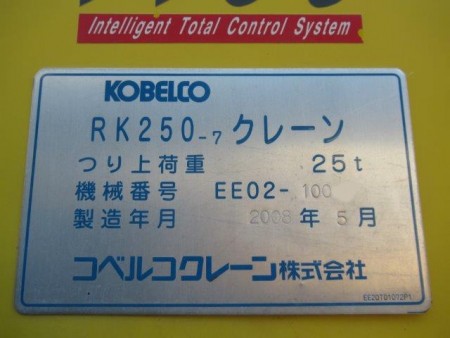 Intelligent Total Control System
KOBELCO
RK250-7クレーン
つり上荷重 25t
機械番号 EE02-100
製造年月 2008年5月
コベルコクレーン株式会社